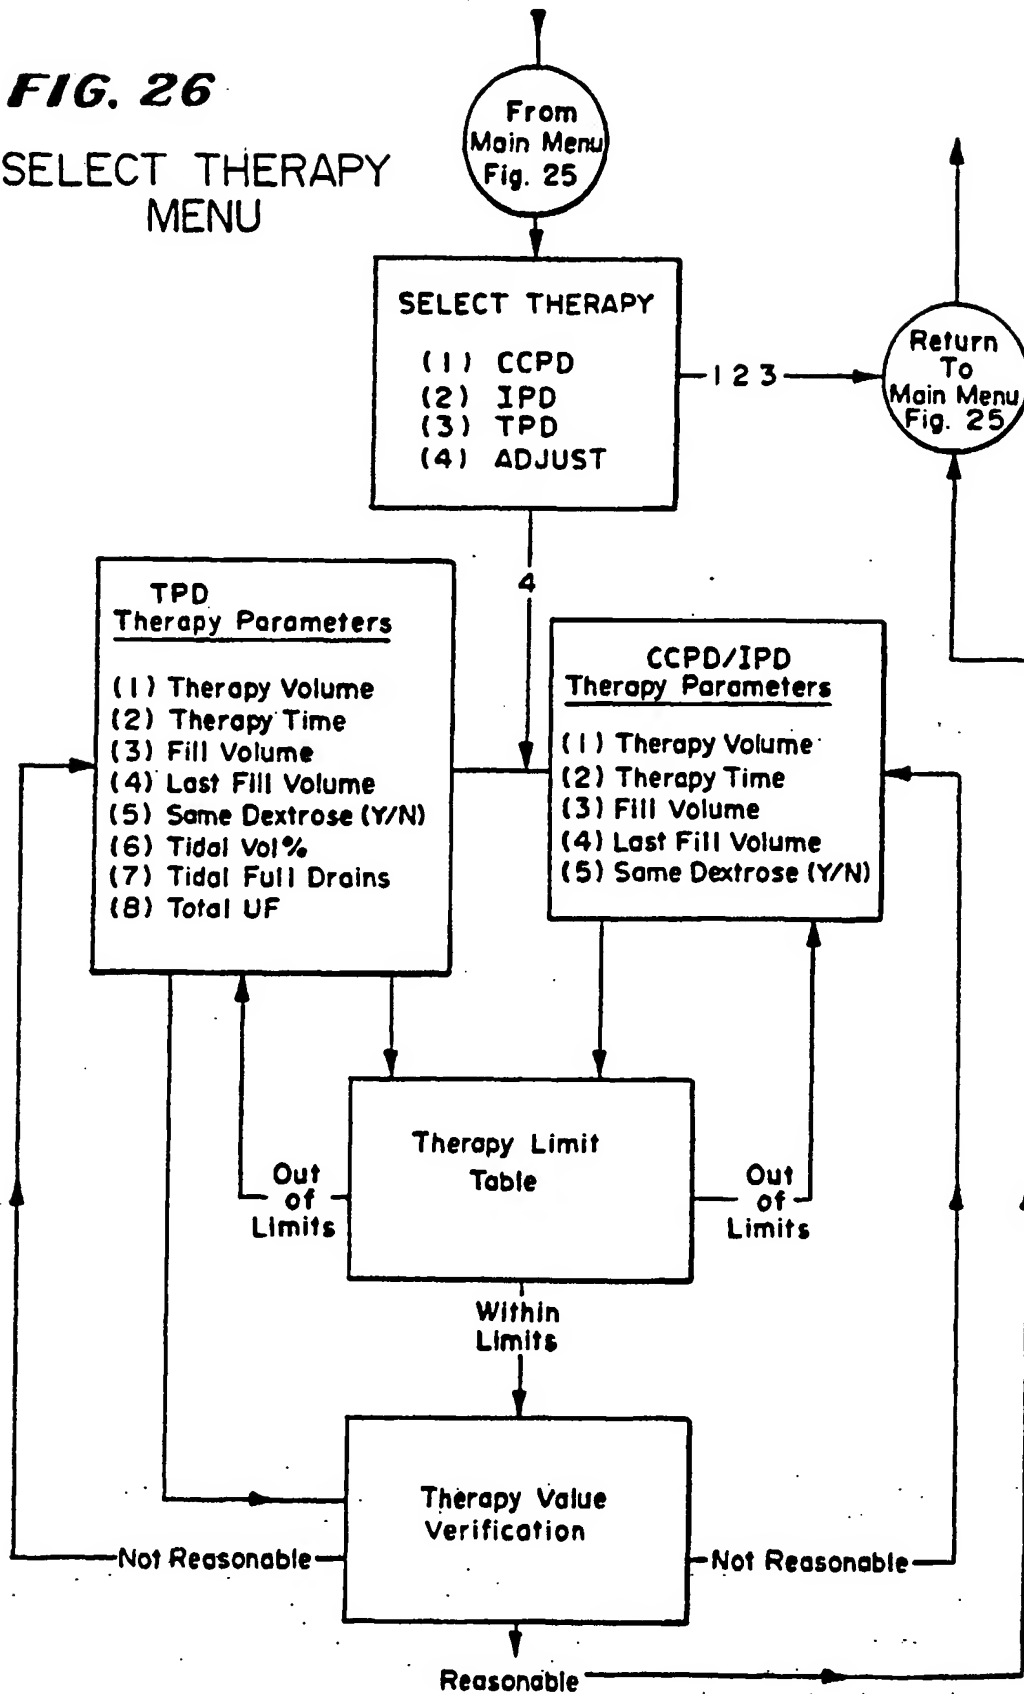 FIG. 26
SELECT THERAPY
MENU
From
Main Menu
Fig. 25
SELECT THERAPY
(1) CCPD
(2) IPD
(3) TPD
(4) ADJUST
1 2 3
Return
To
Main Menu
Fig. 25
4
TPD
Therapy Parameters
(1) Therapy Volume
(2) Therapy Time
(3) Fill Volume
(4) Last Fill Volume
(5) Same Dextrose (Y/N)
(6) Tidal Vol%
(7) Tidal Full Drains
(8) Total UF
CCPD/IPD
Therapy Parameters
(1) Therapy Volume
(2) Therapy Time
(3) Fill Volume
(4) Last Fill Volume
(5) Same Dextrose (Y/N)
Therapy Limit
Table
Out
of
Limits
Out
of
Limits
Within
Limits
Therapy Value
Verification
Not Reasonable
Not Reasonable
Reasonable